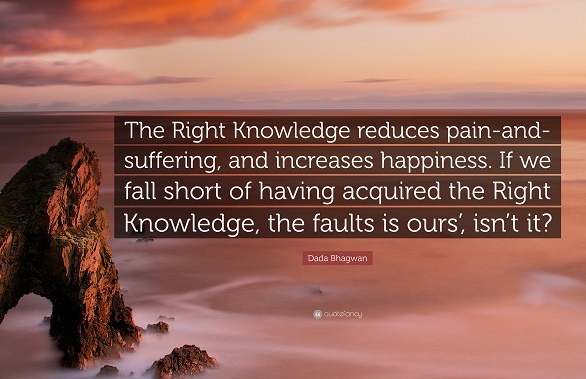 The Right Knowledge reduces pain-and-
suffering, and increases happiness. If we
fall short of having acquired the Right
Knowledge, the faults is ours’, isn’t it?
Dada Bhagwan
quotefancy